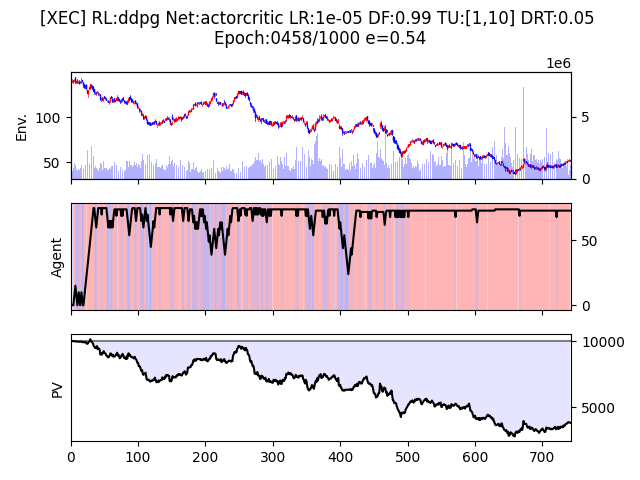 [XEC] RL:ddpg Net:actorcritic LR:1e-05 DF:0.99 TU:[1,10] DRT:0.05
Epoch:0458/1000 e=0.54
1e6
Env.
100
50
5
0
Agent
50
0
PV
10000
5000
0 100 200 300 400 500 600 700